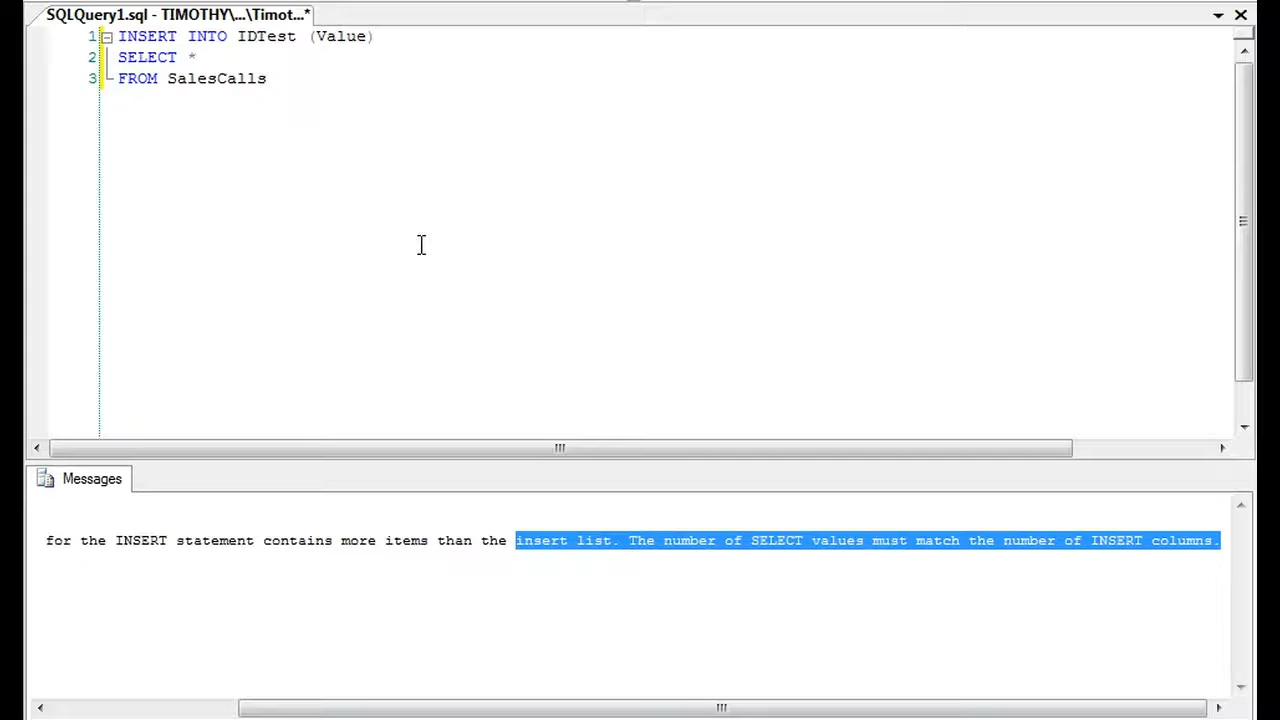 SQLQuery1.sql - TIMOTHY\...\Timot...*
1 INSERT INTO IDTest (Value)
2 SELECT *
3 FROM SalesCalls
Messages
for the INSERT statement contains more items than the insert list. The number of SELECT values must match the number of INSERT columns.